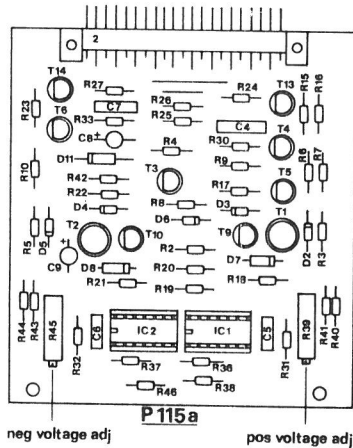 2
T14
T6
R27
C7
R33
C8
+
D11
R42
R22
D4
R23
R10
R5
D5
+
C9
T2
T10
D8
R21
R26
R25
R4
T3
R8
D6
R2
R20
R19
R24
C4
R30
R9
R17
D3
T13
T4
T5
T9
T1
D7
R18
R15
R16
R6
R7
D2
R3
R44
R43
R45
R32
C6
IC2
IC1
C5
R31
R39
R41
R40
R37
R36
R46
R38
P 115a
neg voltage adj
pos voltage adj